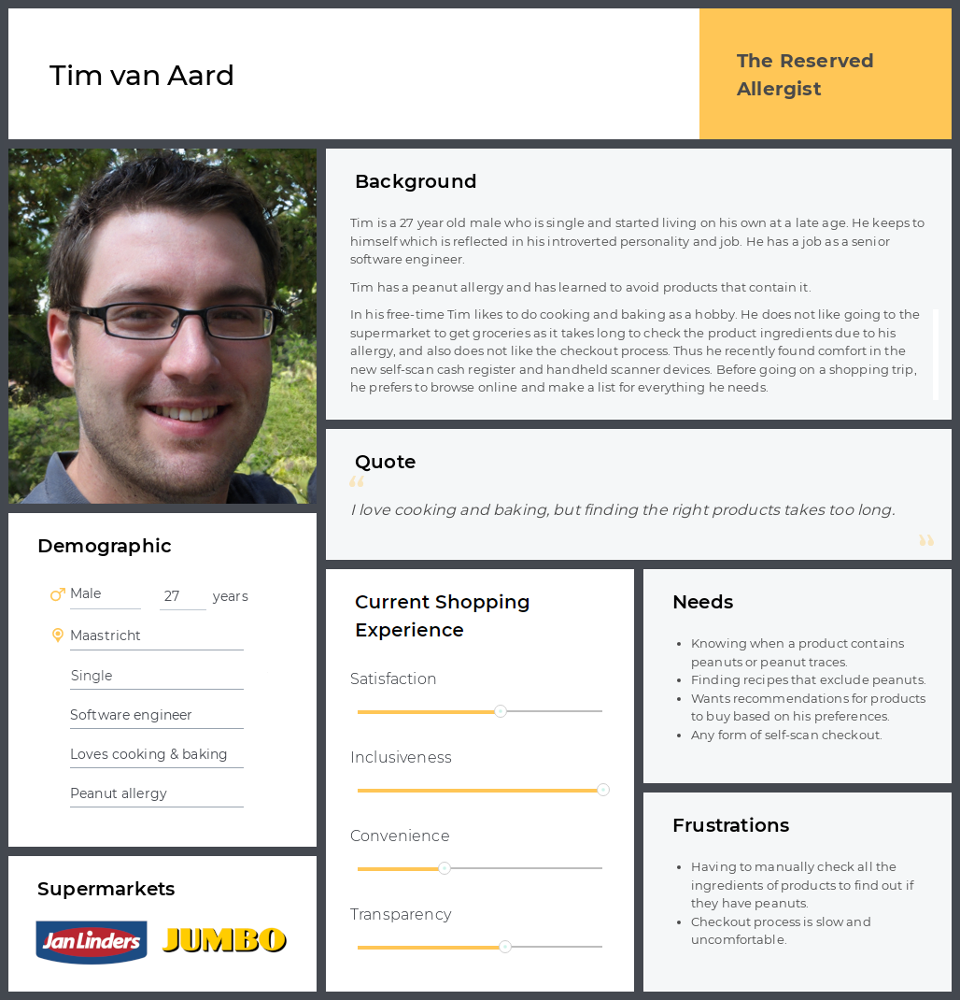 Tim van Aard
The Reserved
Allergist
Background
Tim is a 27 year old male who is single and started living on his own at a late age. He keeps to
himself which is reflected in his introverted personality and job. He has a job as a senior
software engineer.
Tim has a peanut allergy and has learned to avoid products that contain it.
In his free-time Tim likes to do cooking and baking as a hobby. He does not like going to the
supermarket to get groceries as it takes long to check the product ingredients due to his
allergy, and also does not like the checkout process. Thus he recently found comfort in the
new self-scan cash register and handheld scanner devices. Before going on a shopping trip,
he prefers to browse online and make a list for everything he needs.
Quote
“
I love cooking and baking, but finding the right products takes too long.
”
Demographic
Male 27 years
Maastricht
Single
Software engineer
Loves cooking & baking
Peanut allergy
Supermarkets
Jan Linders JUMBO
Current Shopping
Experience
Satisfaction
Inclusiveness
Convenience
Transparency
Needs
• Knowing when a product contains
peanuts or peanut traces.
• Finding recipes that exclude peanuts.
• Wants recommendations for products
to buy based on his preferences.
• Any form of self-scan checkout.
Frustrations
• Having to manually check all the
ingredients of products to find out if
they have peanuts.
• Checkout process is slow and
uncomfortable.